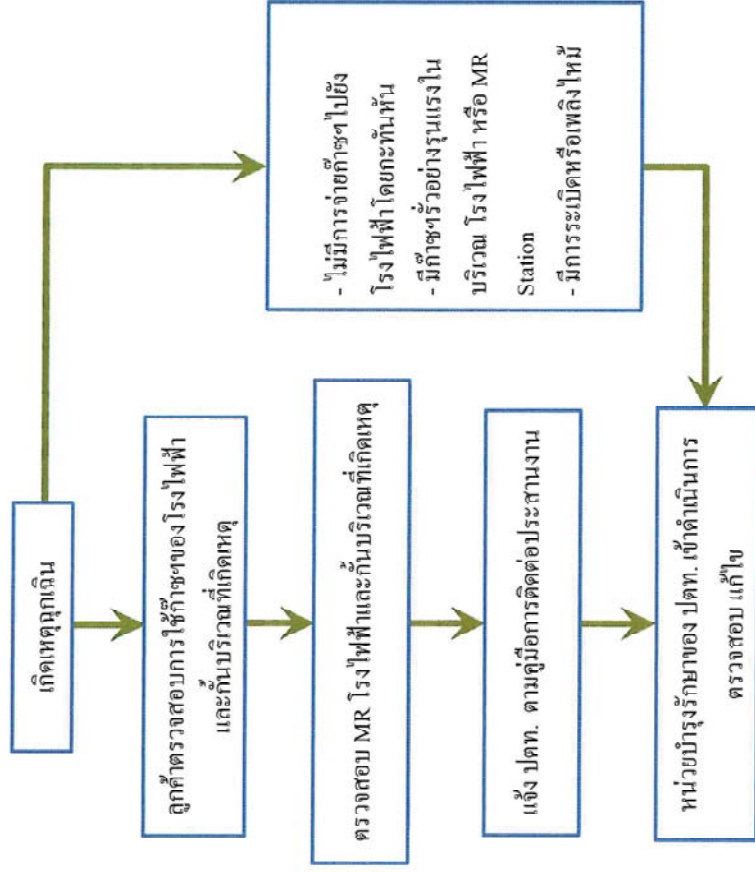 เกิดเหตุฉุกเฉิน
ลูกค้าตรวจสอบการใช้ก๊าซฯของโรงไฟฟ้า
และกั้นบริเวณที่เกิดเหตุ
ตรวจสอบ MR โรงไฟฟ้าและกั้นบริเวณที่เกิดเหตุ
แจ้ง ปตท. ตามคู่มือการติดต่อประสานงาน
หน่วยบำรุงรักษาของ ปตท. เข้าดำเนินการ
ตรวจสอบ แก้ไข
- ไม่มีการจ่ายก๊าซฯไปยัง
โรงไฟฟ้าโดยกะทันหัน
- มีก๊าซฯรั่วอย่างรุนแรงใน
บริเวณ โรงไฟฟ้า หรือ MR
Station
- มีการระเบิดหรือเพลิงไหม้